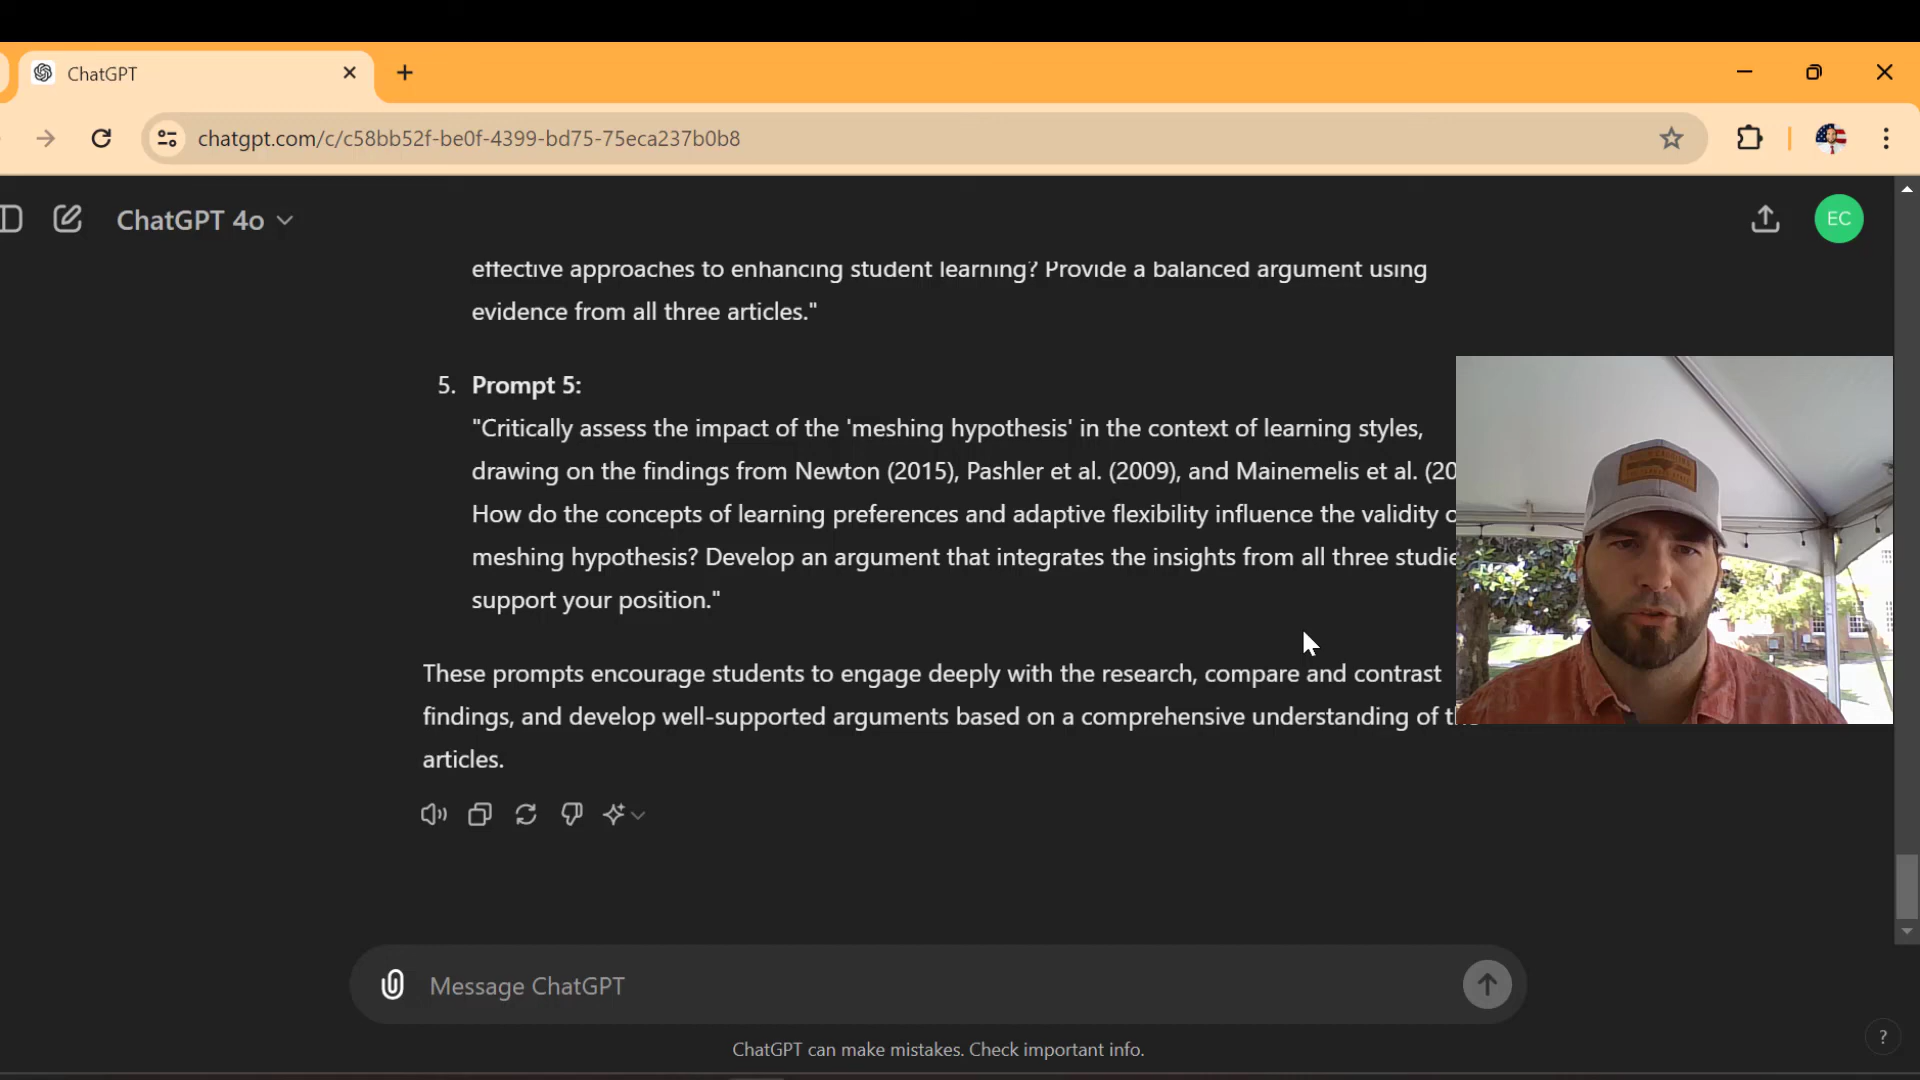 ChatGPT
chatgpt.com/c/c58bb52f-be0f-4399-bd75-75eca237b0b8
ChatGPT 4o
EC
effective approaches to enhancing student learning? Provide a balanced argument using
evidence from all three articles."
5. Prompt 5:
"Critically assess the impact of the 'meshing hypothesis' in the context of learning styles,
drawing on the findings from Newton (2015), Pashler et al. (2009), and Mainemelis et al. (20
How do the concepts of learning preferences and adaptive flexibility influence the validity
meshing hypothesis? Develop an argument that integrates the insights from all three studie
support your position."
These prompts encourage students to engage deeply with the research, compare and contrast
findings, and develop well-supported arguments based on a comprehensive understanding of
articles.
Message ChatGPT
ChatGPT can make mistakes. Check important info.
?